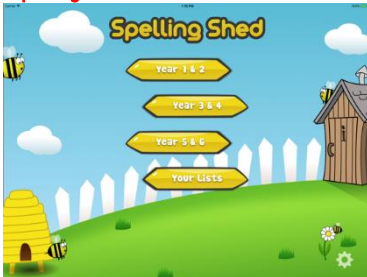 Spelling Shed
Year 1 & 2
Year 3 & 4
Year 5 & 6
Your Lists